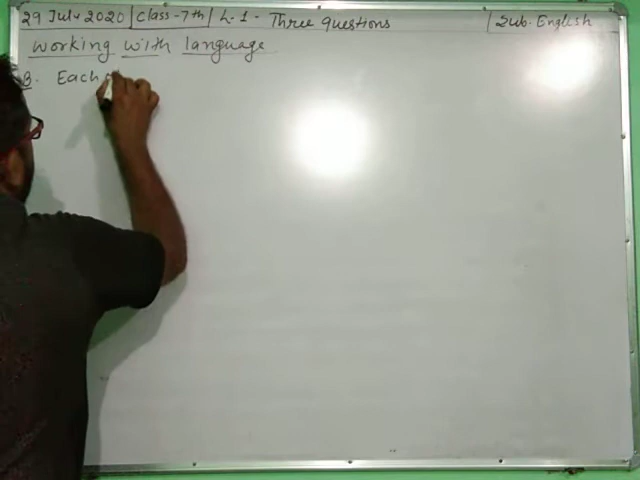 29 July 2020 | Class-7th | L.1- Three questions | Sub. English
Working with language
Q. Each